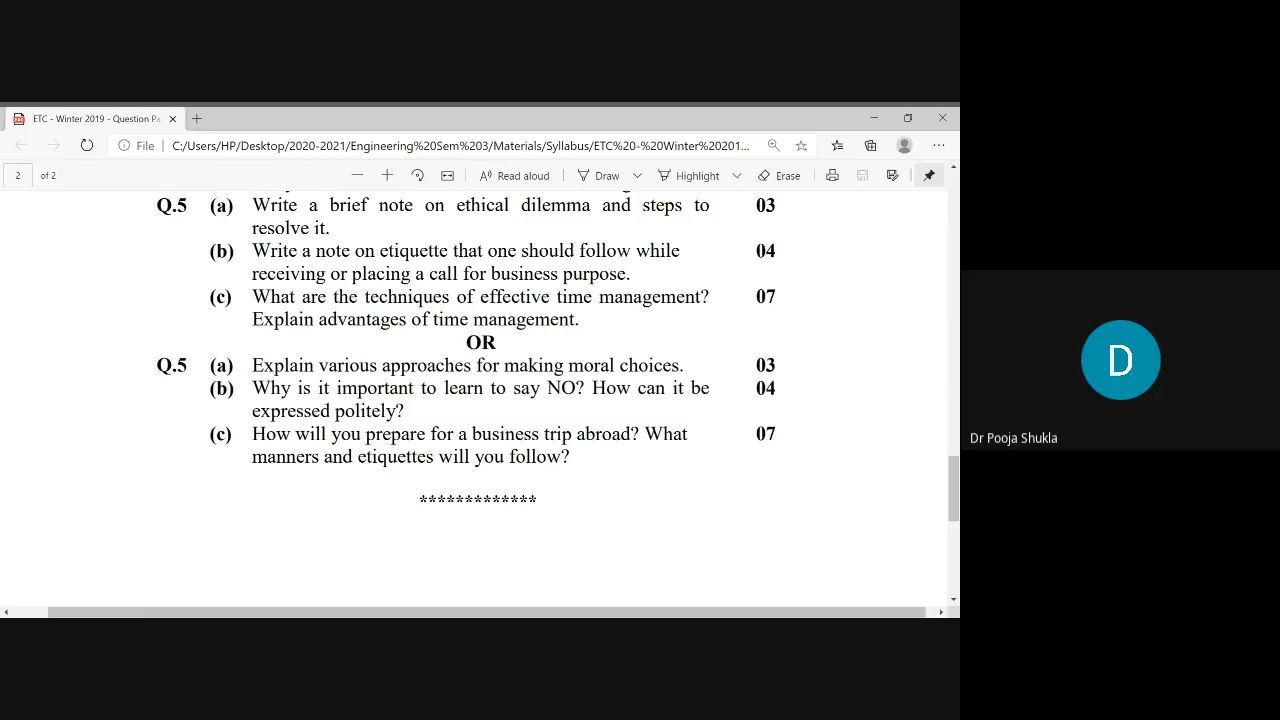 ETC - Winter 2019 - Question Pa
File | C:/Users/HP/Desktop/2020-2021/Engineering%20Sem%203/Materials/Syllabus/ETC%20-%20Winter%20201...
2 of 2 Read aloud Draw Highlight Erase
Q.5 (a) Write a brief note on ethical dilemma and steps to 03
resolve it.
(b) Write a note on etiquette that one should follow while 04
receiving or placing a call for business purpose.
(c) What are the techniques of effective time management? 07
Explain advantages of time management.
OR
Q.5 (a) Explain various approaches for making moral choices. 03
(b) Why is it important to learn to say NO? How can it be 04
expressed politely?
(c) How will you prepare for a business trip abroad? What 07
manners and etiquettes will you follow?
*************
D
Dr Pooja Shukla